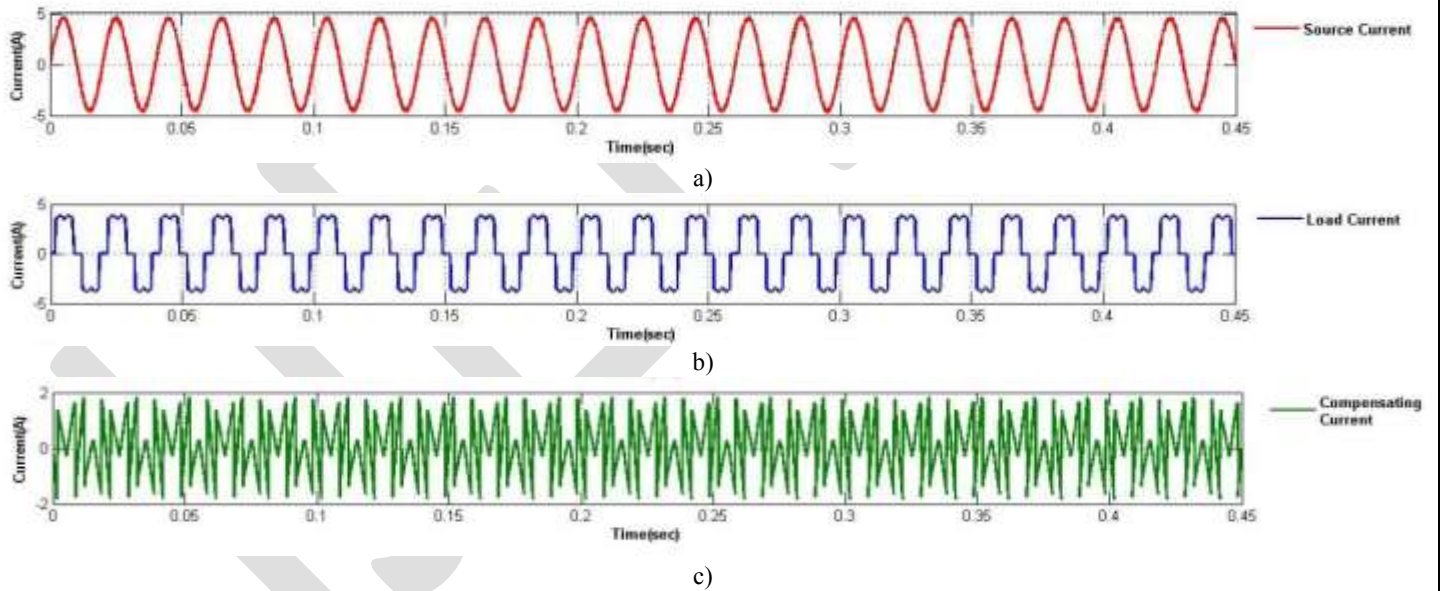 5
0
-5
Current(A)
Source Current
0 0.05 0.1 0.15 0.2 0.25 0.3 0.35 0.4 0.45
Time(sec)
a)
5
0
-5
Current(A)
Load Current
0 0.05 0.1 0.15 0.2 0.25 0.3 0.35 0.4 0.45
Time(sec)
b)
2
0
-2
Current(A)
Compensating
Current
0 0.05 0.1 0.15 0.2 0.25 0.3 0.35 0.4 0.45
Time(sec)
c)